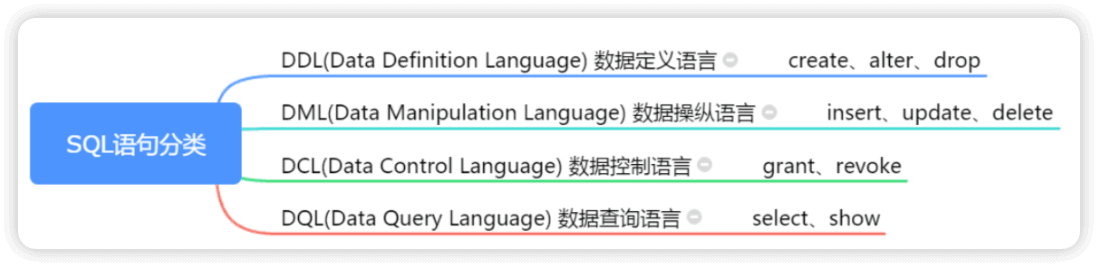 DDL(Data Definition Language) 数据定义语言 create、alter、drop
DML(Data Manipulation Language) 数据操纵语言 insert、update、delete
SQL语句分类
DCL(Data Control Language) 数据控制语言 grant、revoke
DQL(Data Query Language) 数据查询语言 select、show